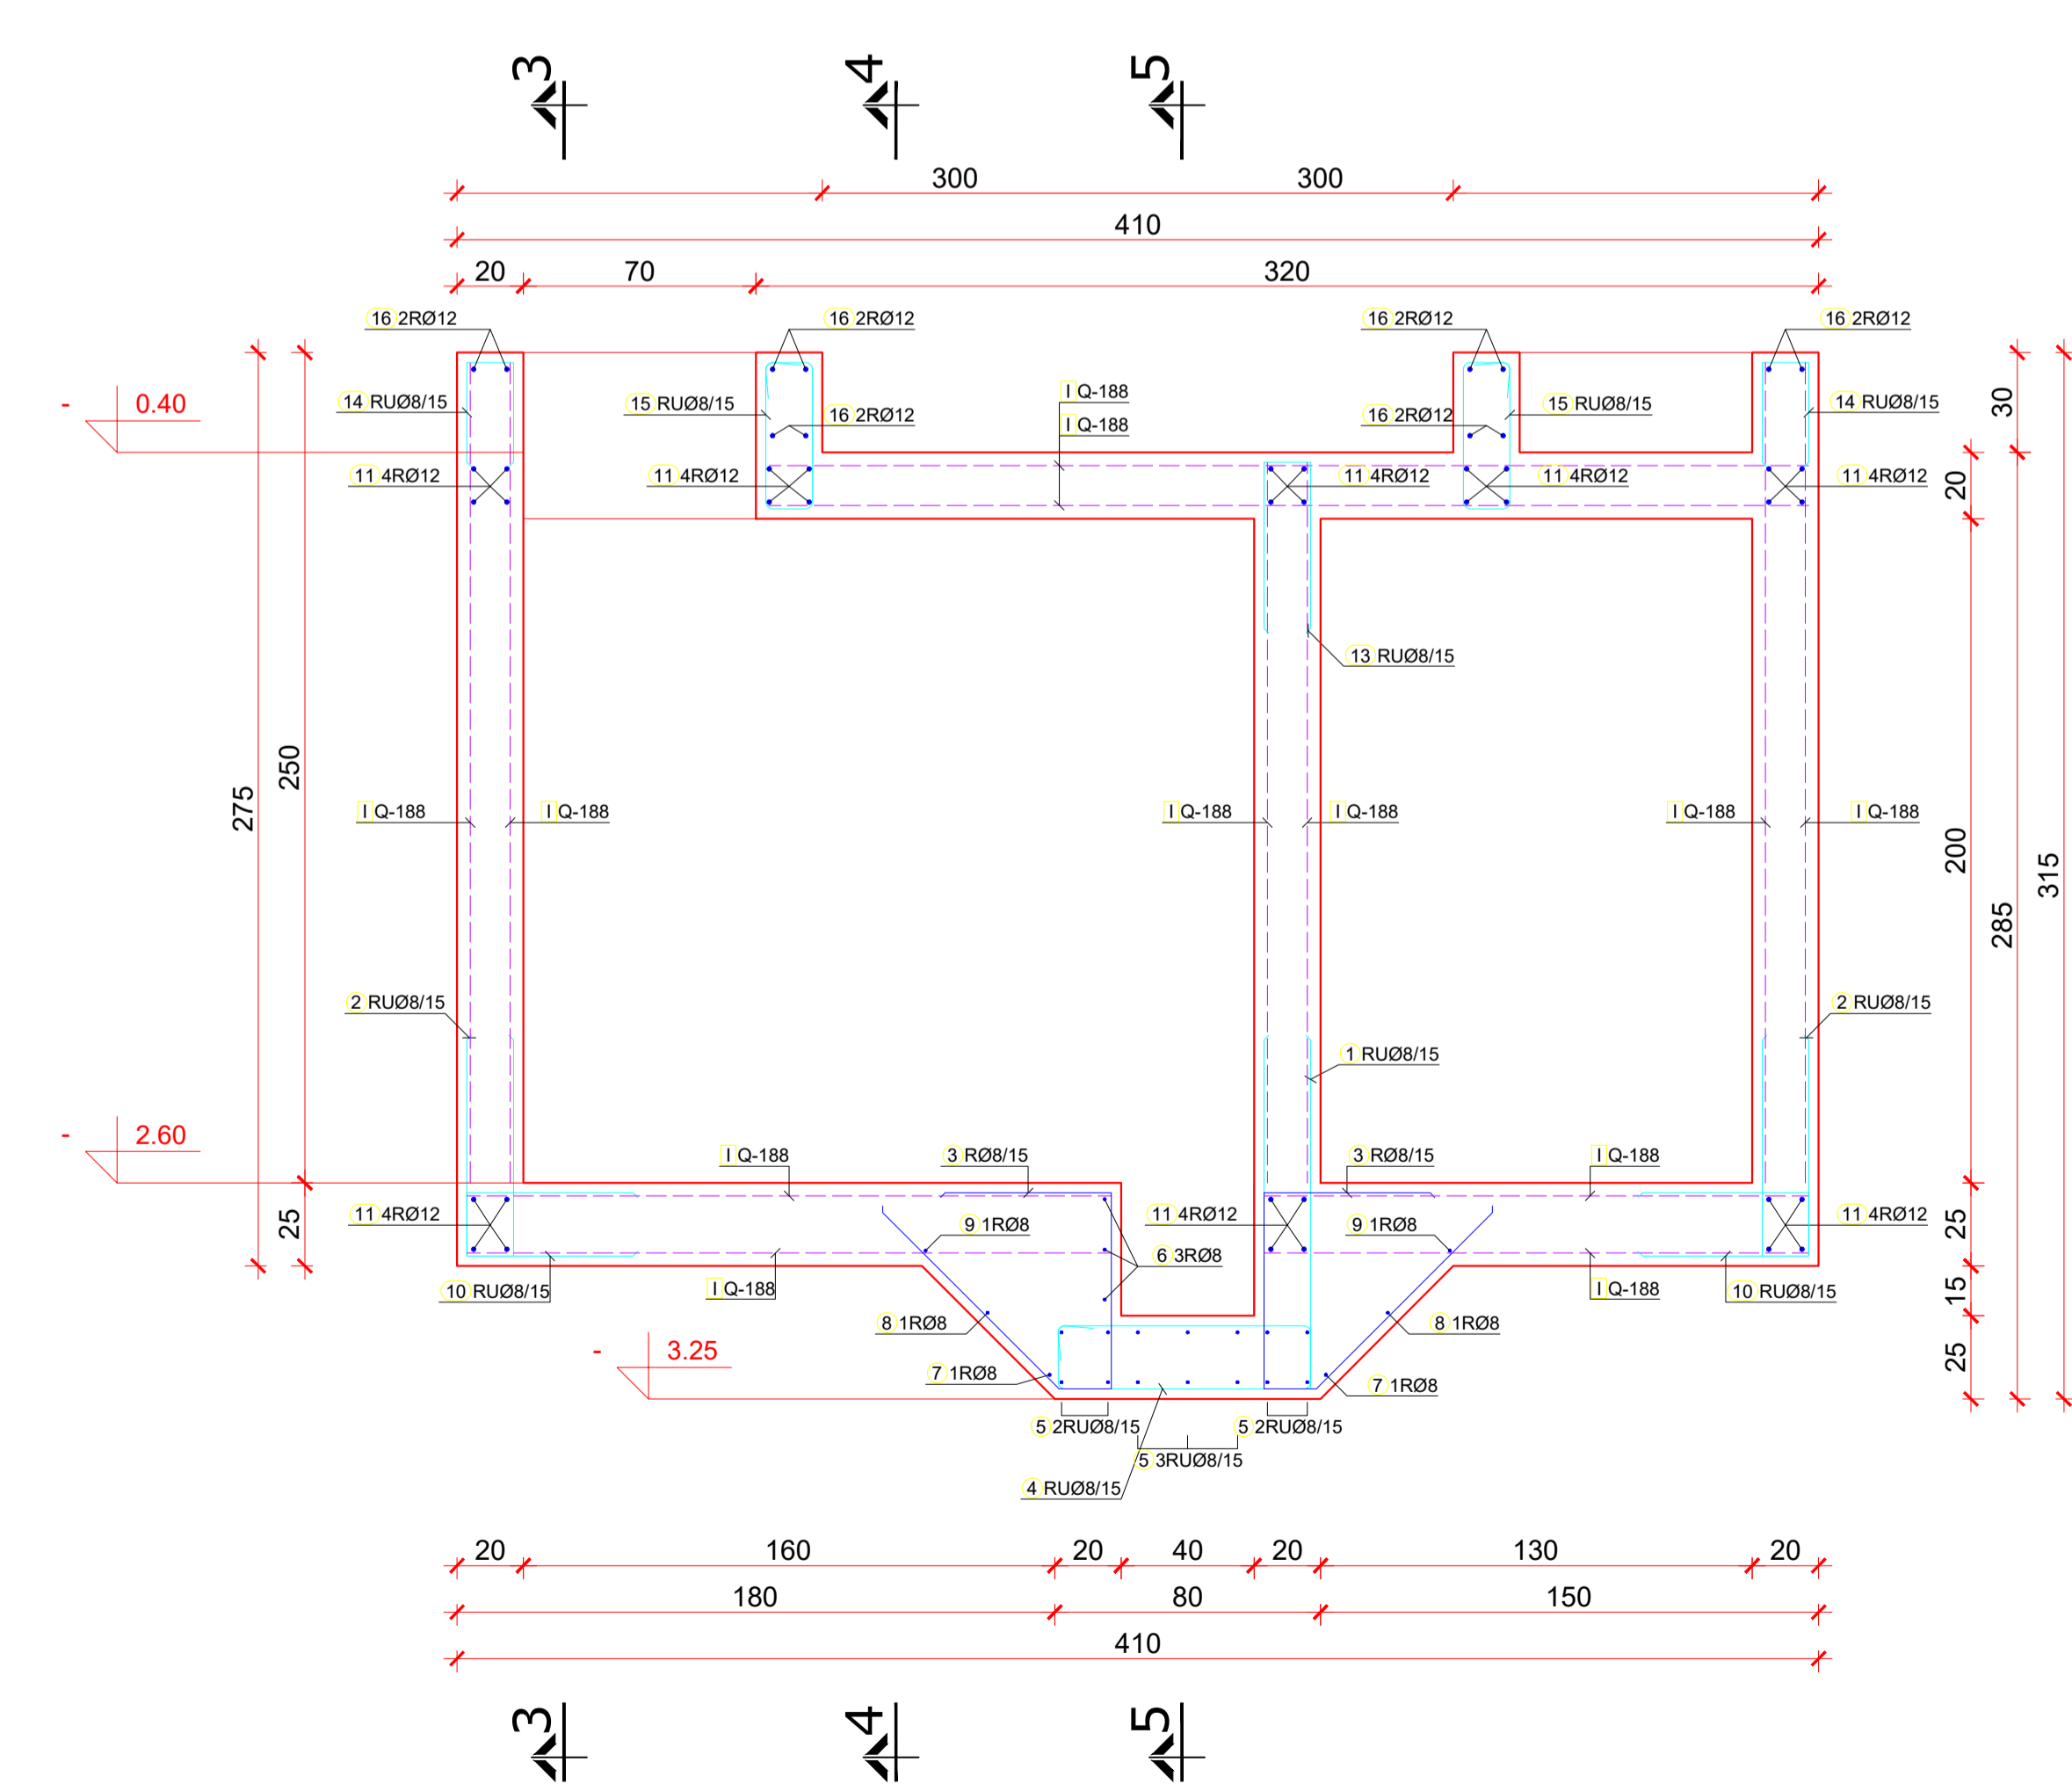 3 4 5
300 300
410
20 70 320
16 2RØ12 16 2RØ12 16 2RØ12 16 2RØ12
- 0.40
14 RUØ8/15 15 RUØ8/15 I Q-188 15 RUØ8/15 14 RUØ8/15 30
16 2RØ12 I Q-188 16 2RØ12
11 4RØ12 11 4RØ12 11 4RØ12 11 4RØ12 11 4RØ12 20
13 RUØ8/15
275 250 I Q-188 I Q-188 I Q-188 I Q-188 I Q-188 I Q-188 200 285 315
2 RUØ8/15 2 RUØ8/15
1 RUØ8/15
- 2.60
I Q-188 3 RØ8/15 3 RØ8/15 I Q-188
25 11 4RØ12 9 1RØ8 11 4RØ12 9 1RØ8 11 4RØ12 25
6 3RØ8
10 RUØ8/15 I Q-188 I Q-188 10 RUØ8/15 15
8 1RØ8 8 1RØ8
- 3.25 25
7 1RØ8 7 1RØ8
5 2RUØ8/15 5 2RUØ8/15
5 3RUØ8/15
4 RUØ8/15
20 160 20 40 20 130 20
180 80 150
410
3 4 5